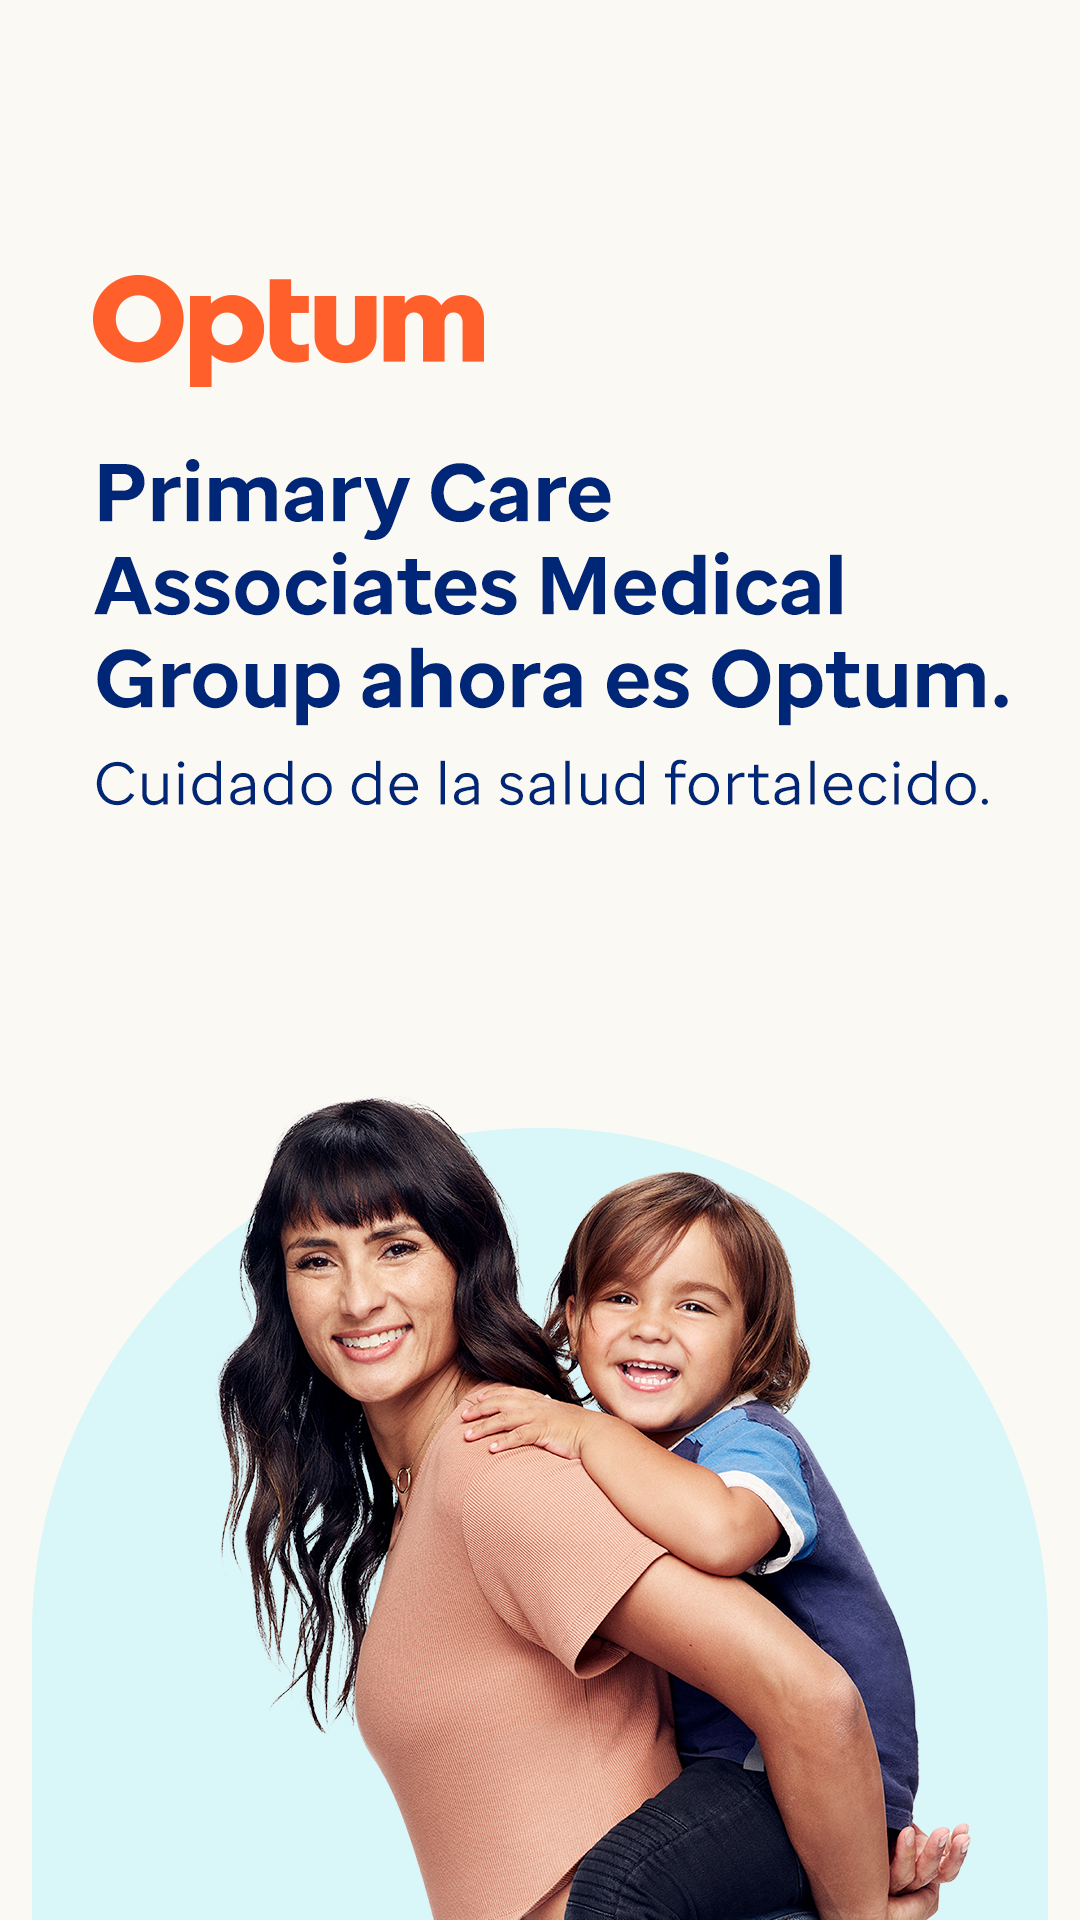 Optum
Primary Care
Associates Medical
Group ahora es Optum.
Cuidado de la salud fortalecido.